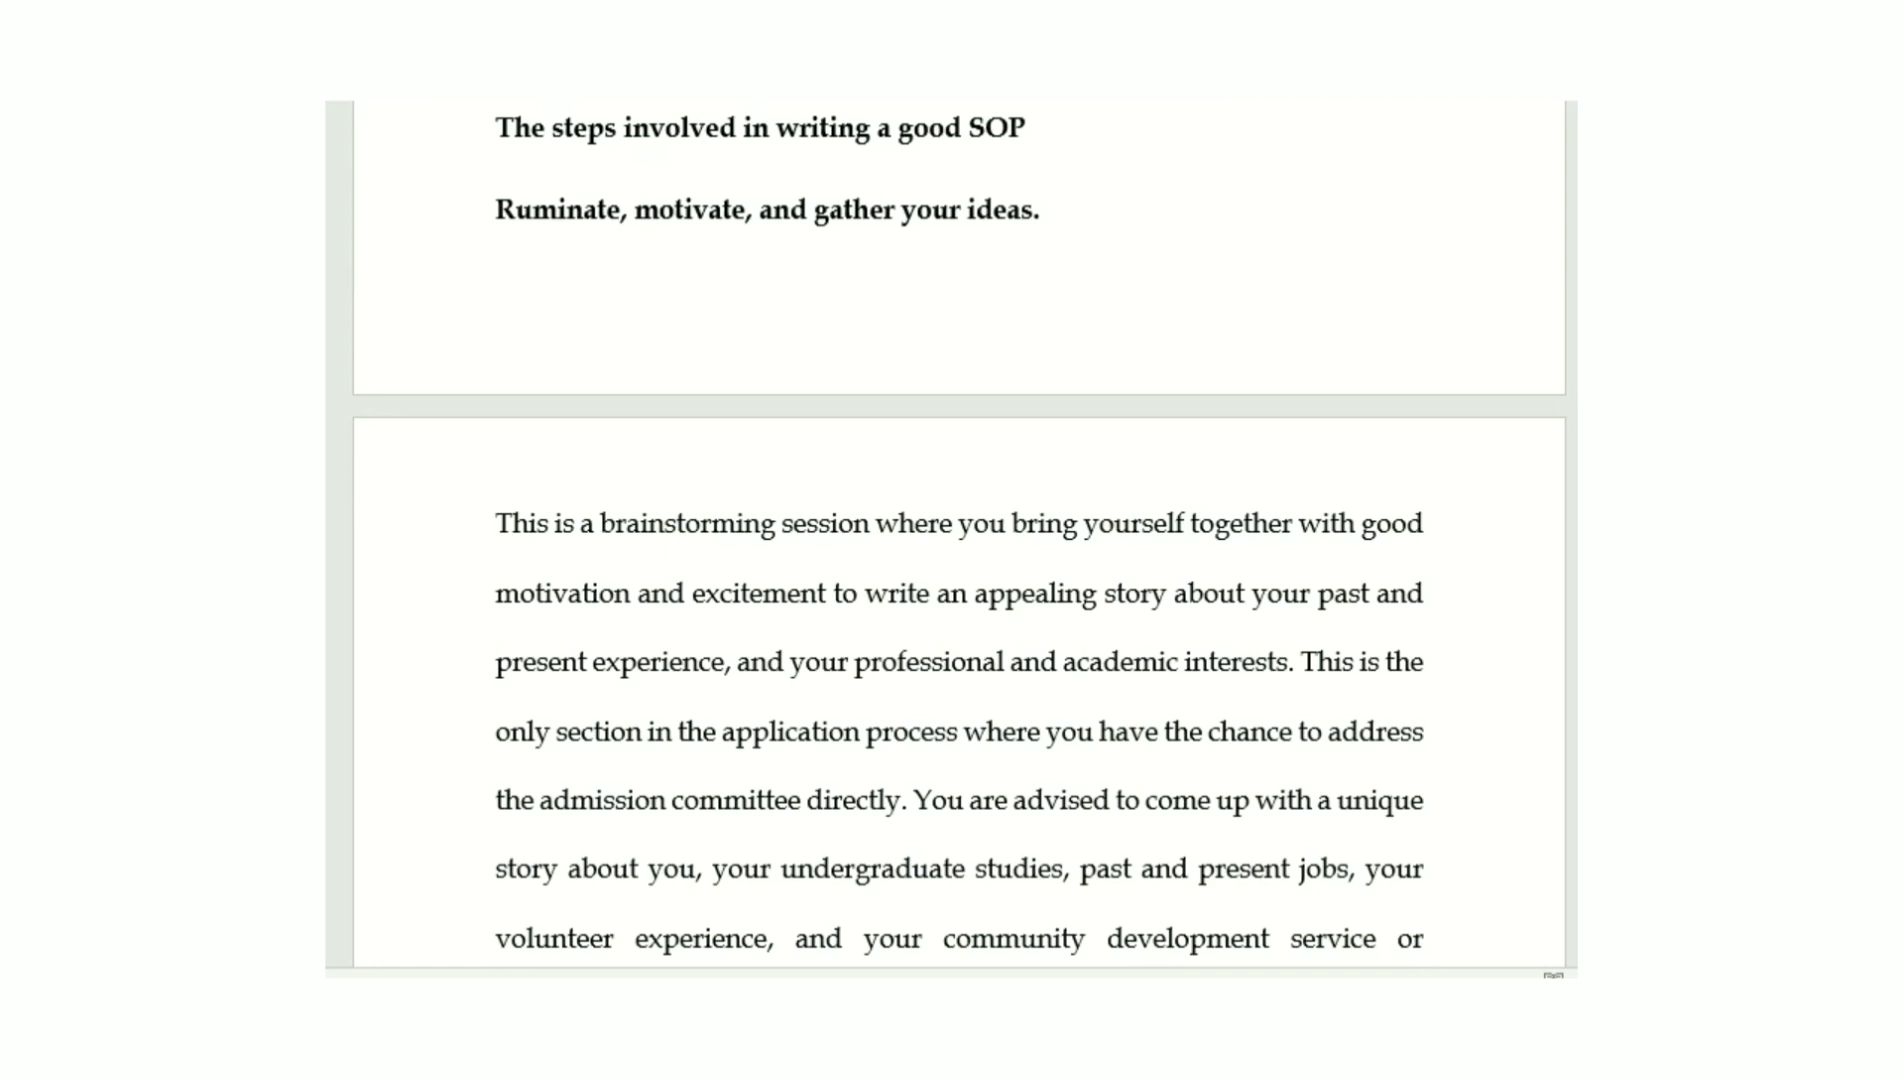 The steps involved in writing a good SOP
Ruminate, motivate, and gather your ideas.
This is a brainstorming session where you bring yourself together with good
motivation and excitement to write an appealing story about your past and
present experience, and your professional and academic interests. This is the
only section in the application process where you have the chance to address
the admission committee directly. You are advised to come up with a unique
story about you, your undergraduate studies, past and present jobs, your
volunteer experience, and your community development service or